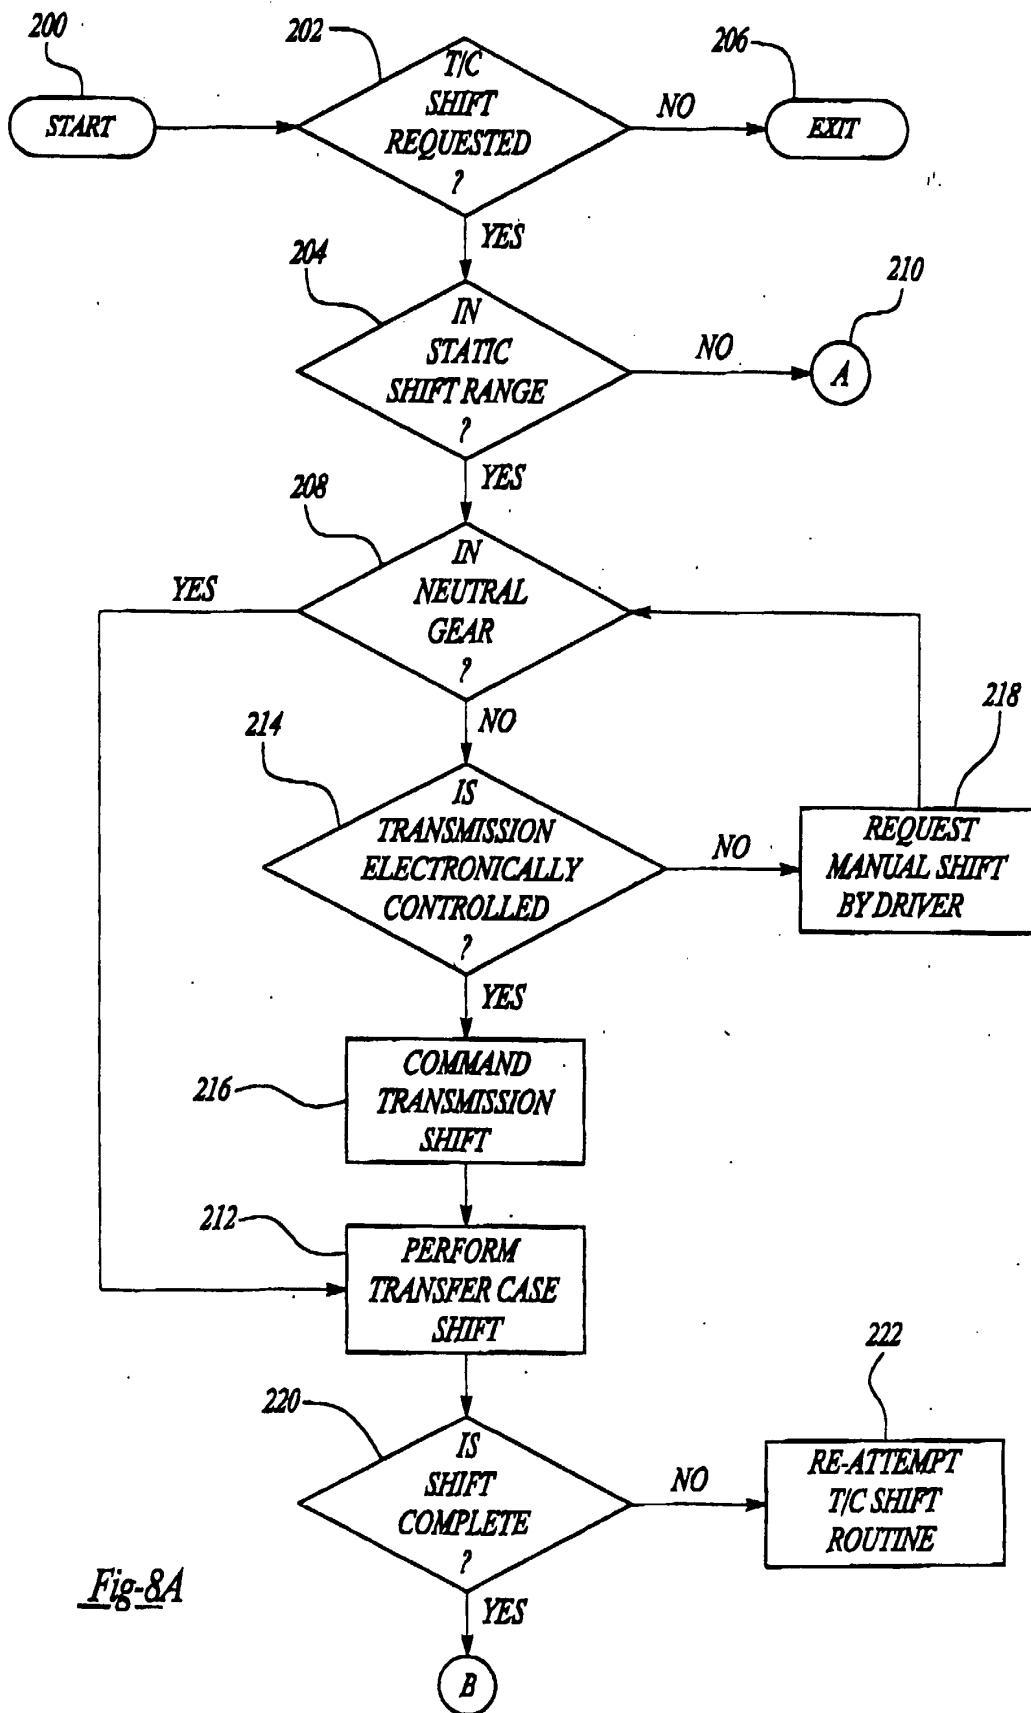 200
202
206
START
T/C
SHIFT
REQUESTED
?
NO
EXIT
YES
204
210
IN
STATIC
SHIFT RANGE
?
NO
A
YES
208
IN
NEUTRAL
GEAR
?
YES
NO
214
218
IS
TRANSMISSION
ELECTRONICALLY
CONTROLLED
?
NO
REQUEST
MANUAL SHIFT
BY DRIVER
YES
216
COMMAND
TRANSMISSION
SHIFT
212
PERFORM
TRANSFER CASE
SHIFT
220
222
IS
SHIFT
COMPLETE
?
NO
RE-ATTEMPT
T/C SHIFT
ROUTINE
YES
B
Fig-8A